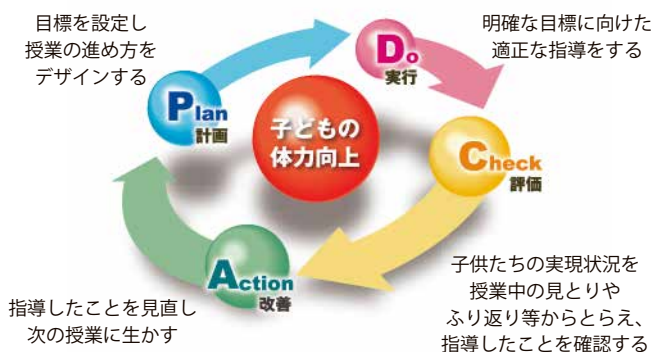 目標を設定し
授業の進め方を
デザインする
Plan
計画
Do
実行
明確な目標に向けた
適正な指導をする
子どもの
体力向上
Check
評価
子供たちの実現状況を
授業中の見とりや
ふり返り等からとらえ、
指導したことを確認する
Action
改善
指導したことを見直し
次の授業に生かす